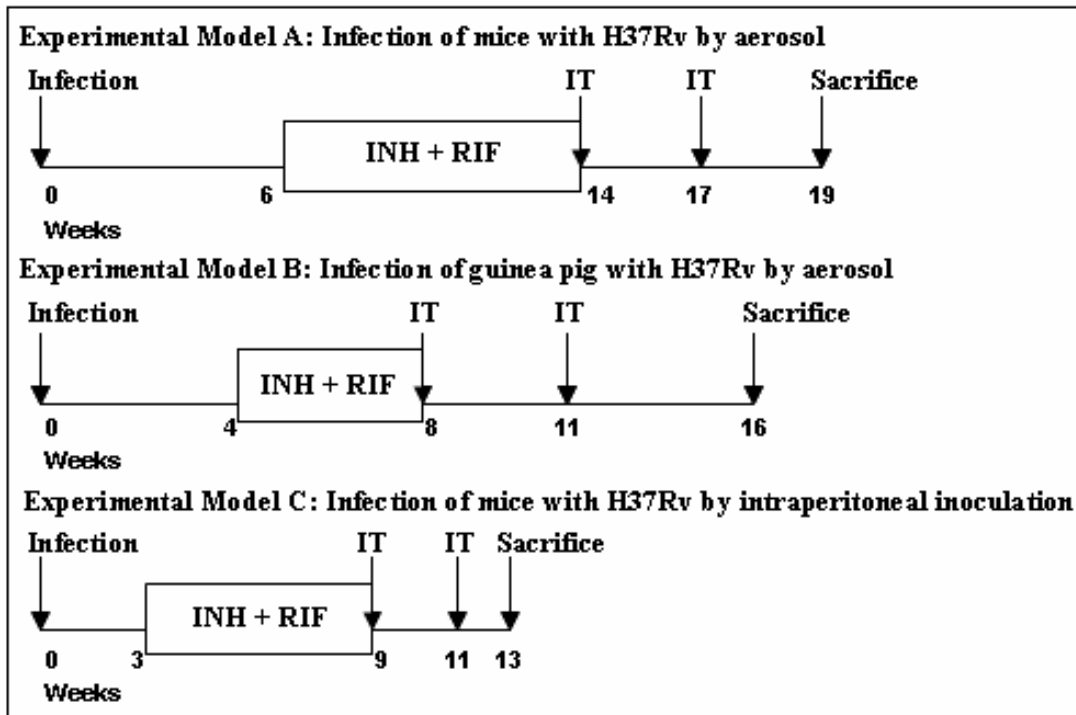 Experimental Model A: Infection of mice with H37Rv by aerosol
Infection IT IT Sacrifice
INH + RIF
0 6 14 17 19
Weeks
Experimental Model B: Infection of guinea pig with H37Rv by aerosol
Infection IT IT Sacrifice
INH + RIF
0 4 8 11 16
Weeks
Experimental Model C: Infection of mice with H37Rv by intraperitoneal inoculation
Infection IT IT Sacrifice
INH + RIF
0 3 9 11 13
Weeks